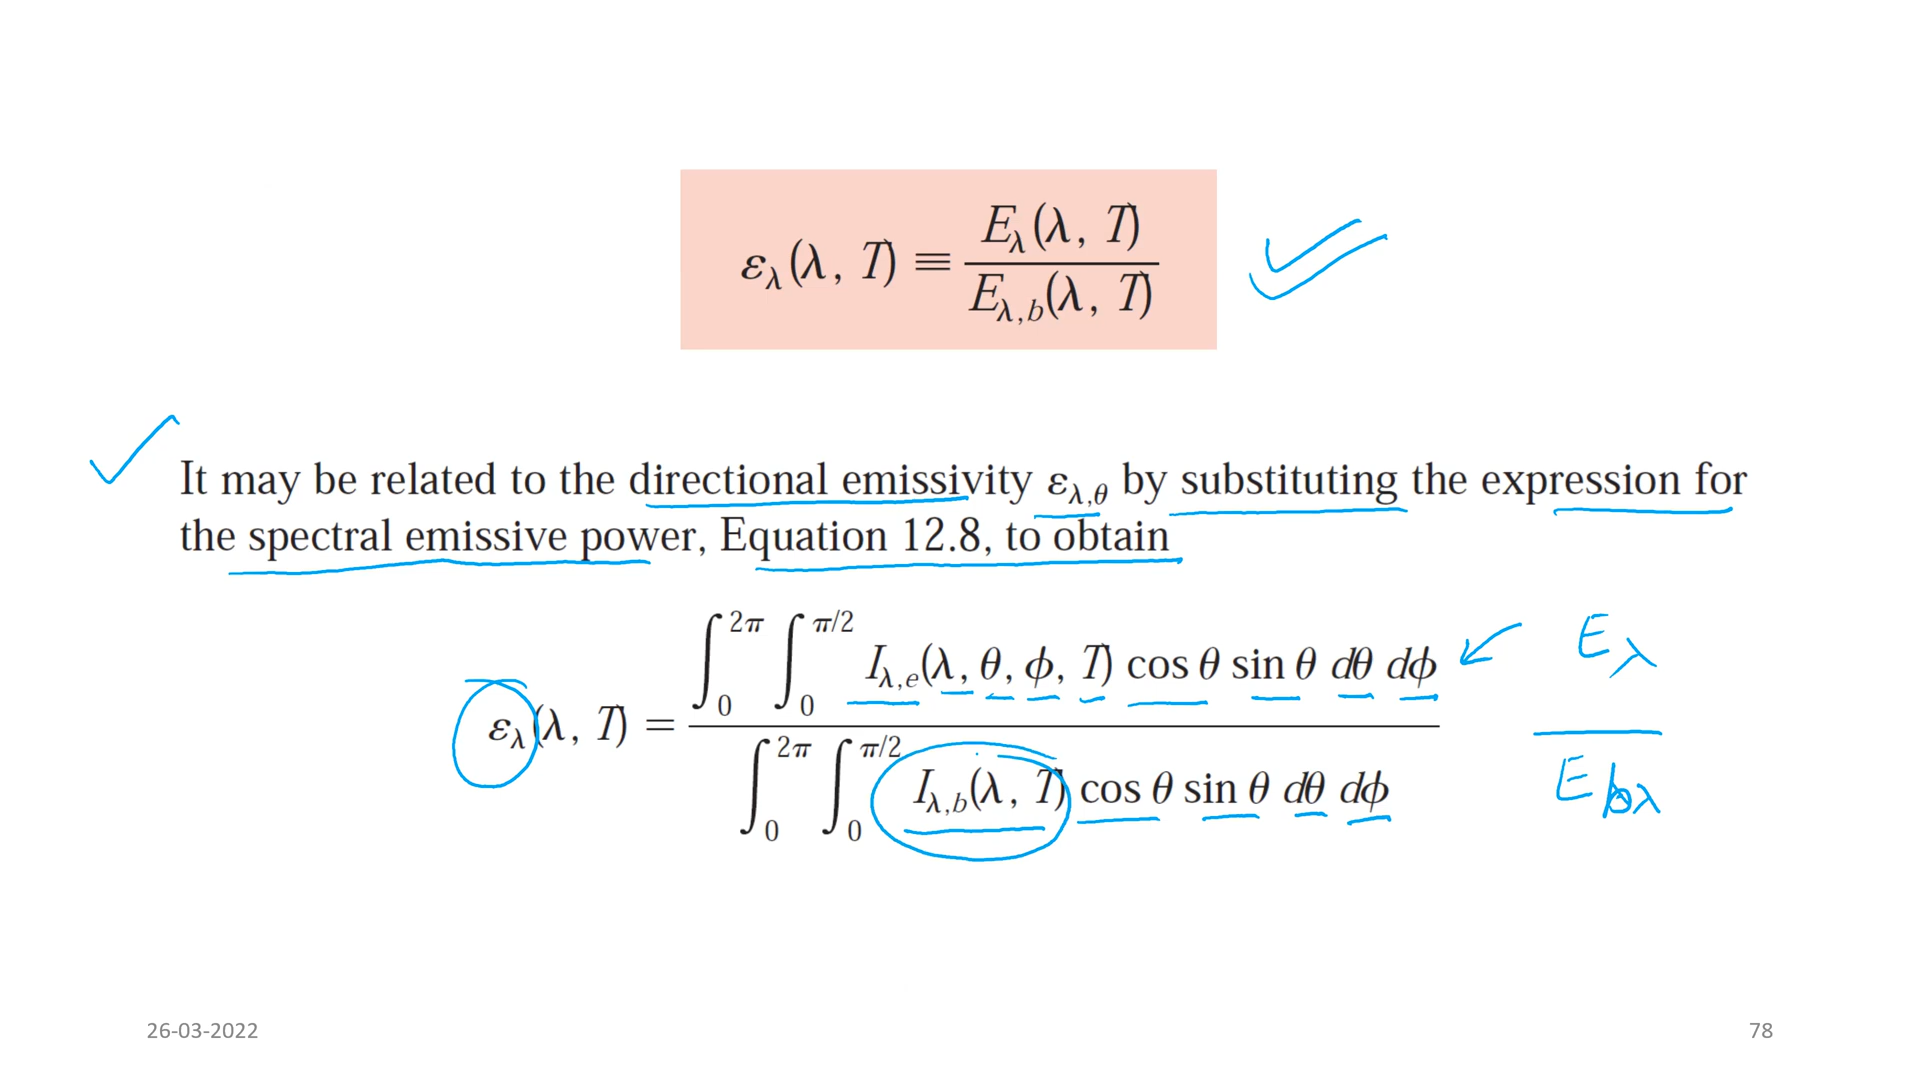 ε_λ(λ, T) ≡ E_λ(λ, T) / E_λ,b(λ, T)
It may be related to the directional emissivity ε_λ,θ by substituting the expression for
the spectral emissive power, Equation 12.8, to obtain
ε_λ(λ, T) = ∫_0^2π ∫_0^π/2 I_λ,e(λ, θ, ϕ, T) cos θ sin θ dθ dϕ / ∫_0^2π ∫_0^π/2 I_λ,b(λ, T) cos θ sin θ dθ dϕ
E_λ / E_bλ
26-03-2022
78